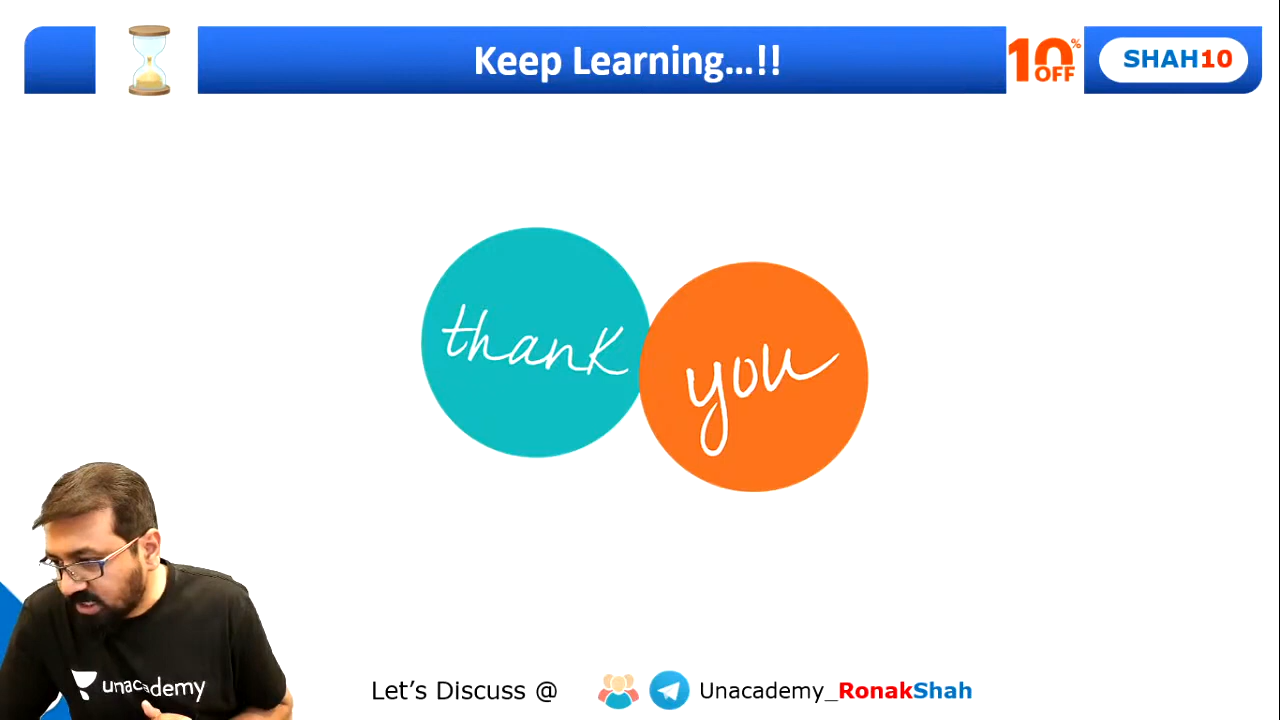 Keep Learning...!!
10% OFF
SHAH10
thank
you
unacademy
Let's Discuss @ Unacademy_RonakShah